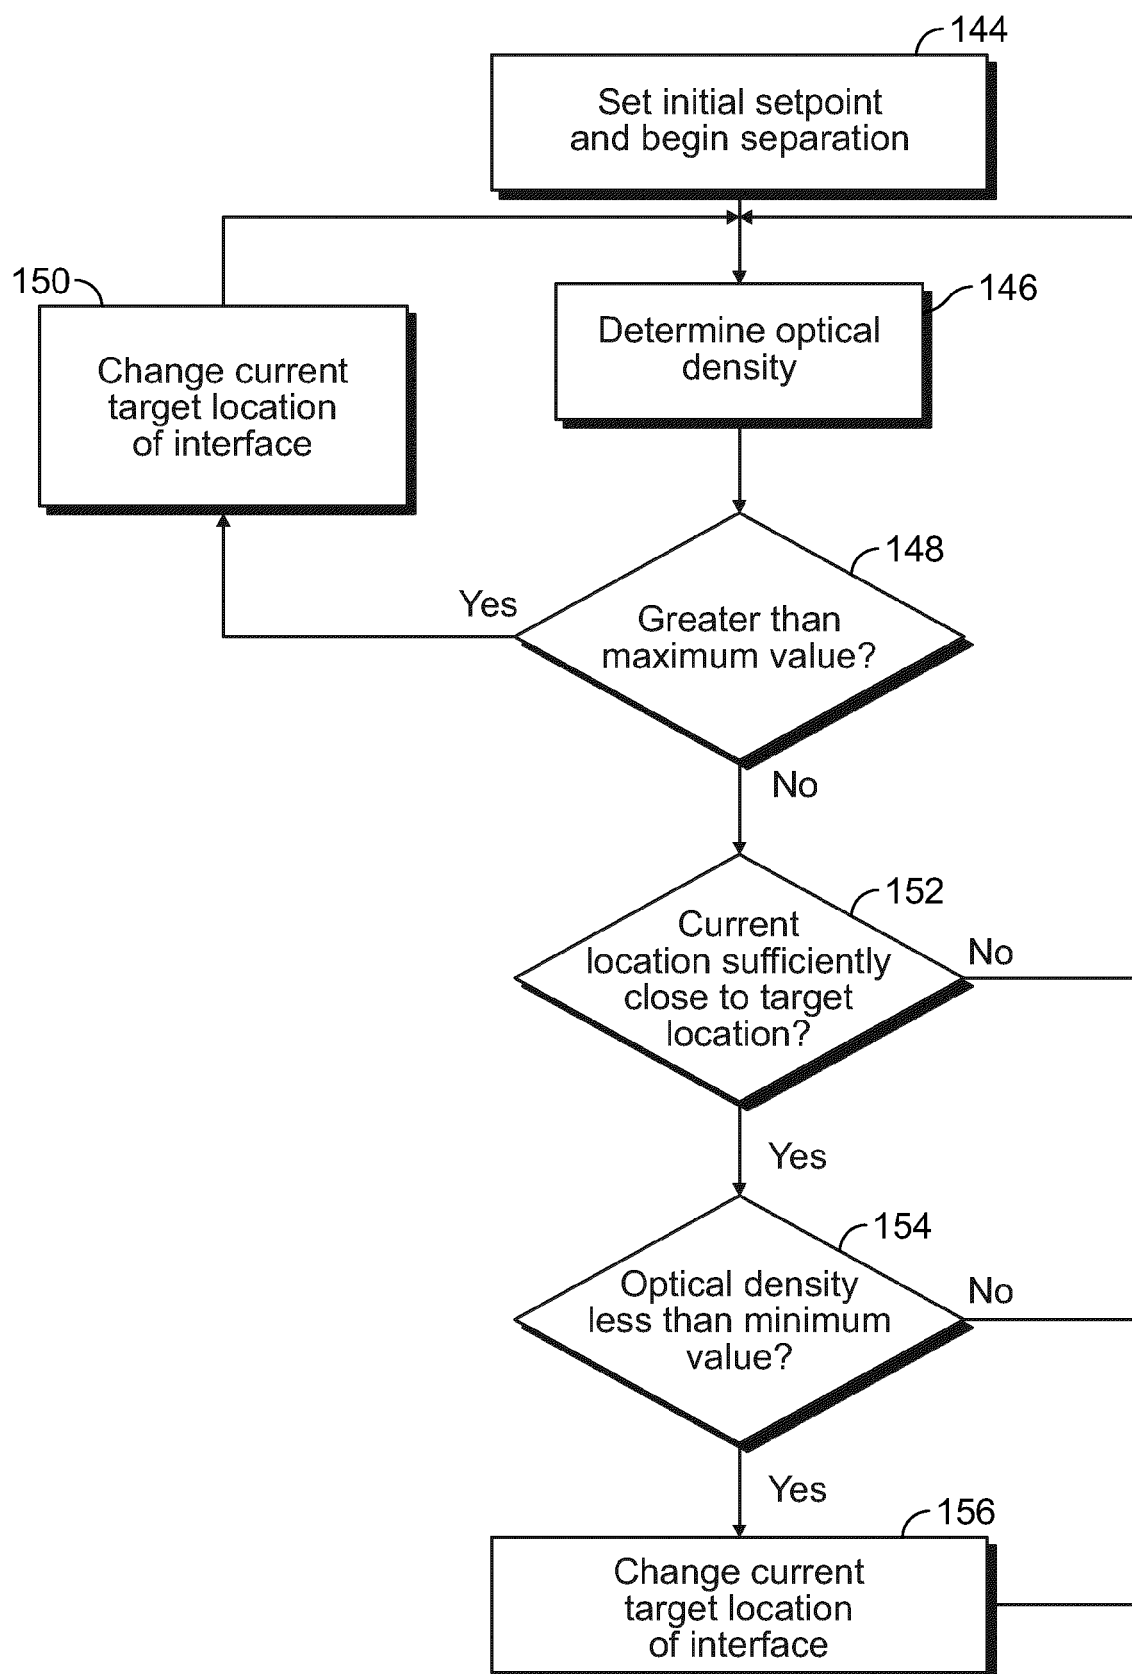 144
Set initial setpoint
and begin separation
150
146
Change current
target location
of interface
Determine optical
density
148
Yes
Greater than
maximum value?
No
152
Current
location sufficiently
close to target
location?
No
Yes
154
Optical density
less than minimum
value?
No
Yes
156
Change current
target location
of interface